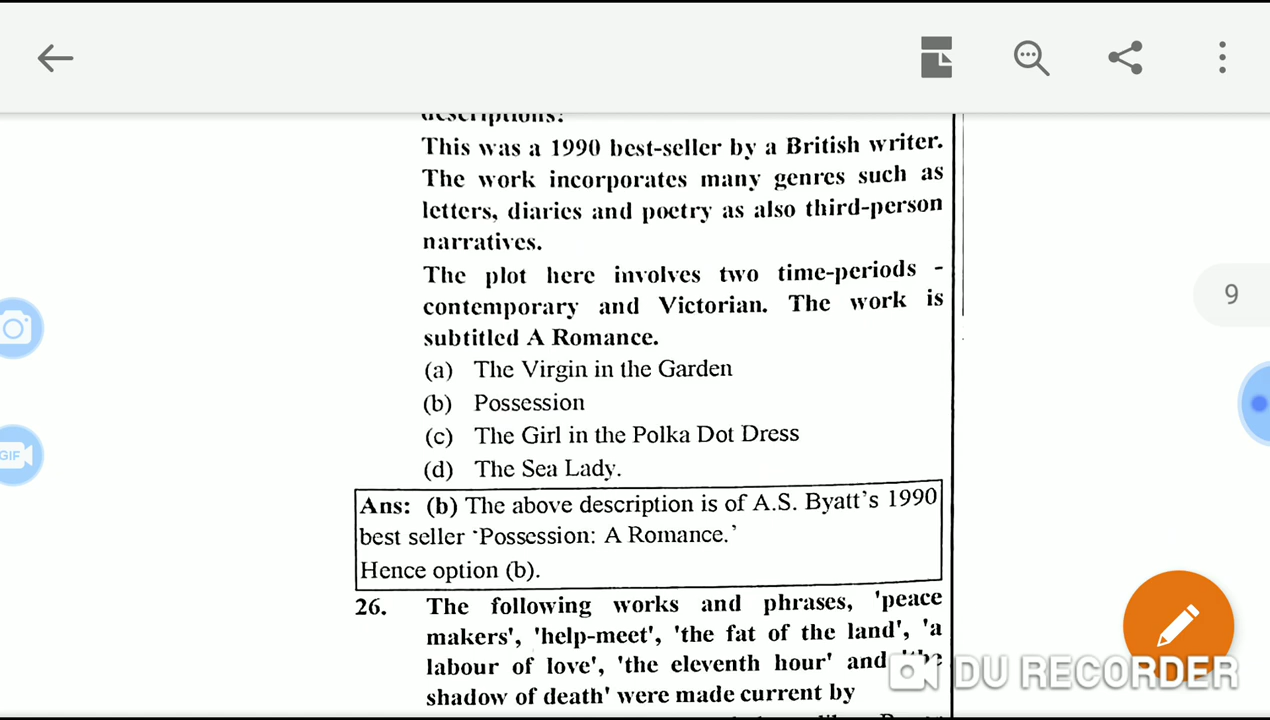 descriptions:
This was a 1990 best-seller by a British writer.
The work incorporates many genres such as
letters, diaries and poetry as also third-person
narratives.
The plot here involves two time-periods -
contemporary and Victorian. The work is
subtitled A Romance.
(a) The Virgin in the Garden
(b) Possession
(c) The Girl in the Polka Dot Dress
(d) The Sea Lady.
Ans: (b) The above description is of A.S. Byatt's 1990
best seller 'Possession: A Romance.'
Hence option (b).
26. The following works and phrases, 'peace
makers', 'help-meet', 'the fat of the land', 'a
labour of love', 'the eleventh hour' and 'the
shadow of death' were made current by
9
GIF
DU RECORDER